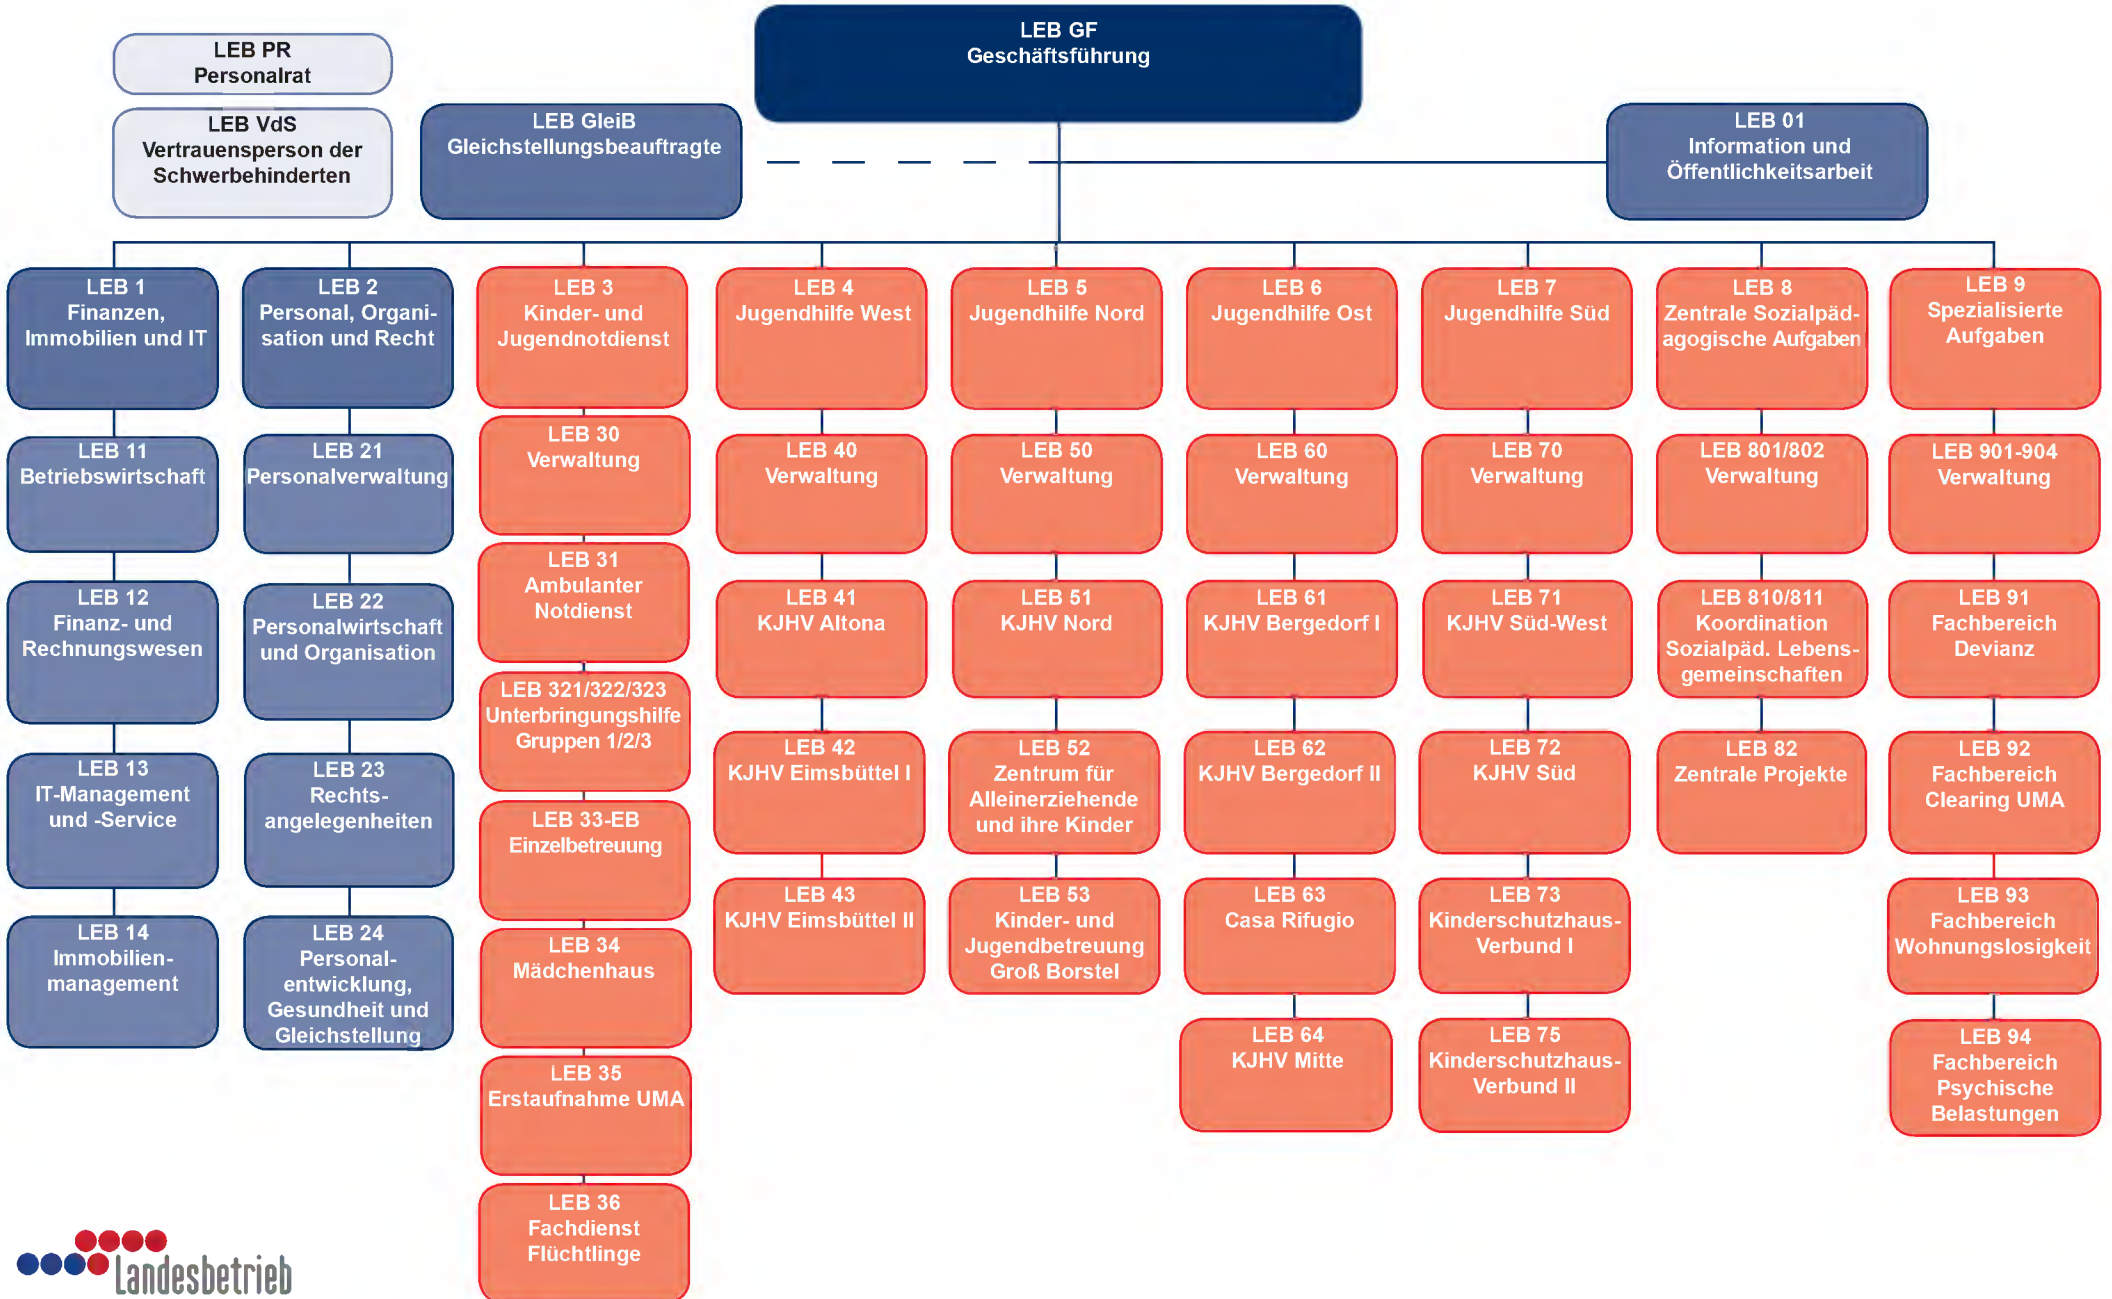 LEB GF
Geschäftsführung
LEB PR
Personalrat
LEB VdS
Vertrauensperson der
Schwerbehinderten
LEB GleiB
Gleichstellungsbeauftragte
LEB 01
Information und
Öffentlichkeitsarbeit
LEB 1
Finanzen,
Immobilien und IT
LEB 11
Betriebswirtschaft
LEB 12
Finanz- und
Rechnungswesen
LEB 13
IT-Management
und -Service
LEB 14
Immobilien-
management
LEB 2
Personal, Organi-
sation und Recht
LEB 21
Personalverwaltung
LEB 22
Personalwirtschaft
und Organisation
LEB 23
Rechts-
angelegenheiten
LEB 24
Personal-
entwicklung,
Gesundheit und
Gleichstellung
LEB 3
Kinder- und
Jugendnotdienst
LEB 30
Verwaltung
LEB 31
Ambulanter
Notdienst
LEB 321/322/323
Unterbringungshilfe
Gruppen 1/2/3
LEB 33-EB
Einzelbetreuung
LEB 34
Mädchenhaus
LEB 35
Erstaufnahme UMA
LEB 36
Fachdienst
Flüchtlinge
LEB 4
Jugendhilfe West
LEB 40
Verwaltung
LEB 41
KJHV Altona
LEB 42
KJHV Eimsbüttel I
LEB 43
KJHV Eimsbüttel II
LEB 5
Jugendhilfe Nord
LEB 50
Verwaltung
LEB 51
KJHV Nord
LEB 52
Zentrum für
Alleinerziehende
und ihre Kinder
LEB 53
Kinder- und
Jugendbetreuung
Groß Borstel
LEB 6
Jugendhilfe Ost
LEB 60
Verwaltung
LEB 61
KJHV Bergedorf I
LEB 62
KJHV Bergedorf II
LEB 63
Casa Rifugio
LEB 64
KJHV Mitte
LEB 7
Jugendhilfe Süd
LEB 70
Verwaltung
LEB 71
KJHV Süd-West
LEB 72
KJHV Süd
LEB 73
Kinderschutzhaus-
Verbund I
LEB 75
Kinderschutzhaus-
Verbund II
LEB 8
Zentrale Sozialpäd-
agogische Aufgaben
LEB 801/802
Verwaltung
LEB 810/811
Koordination
Sozialpäd. Lebens-
gemeinschaften
LEB 82
Zentrale Projekte
LEB 9
Spezialisierte
Aufgaben
LEB 901-904
Verwaltung
LEB 91
Fachbereich
Devianz
LEB 92
Fachbereich
Clearing UMA
LEB 93
Fachbereich
Wohnungslosigkeit
LEB 94
Fachbereich
Psychische
Belastungen
Landesbetrieb